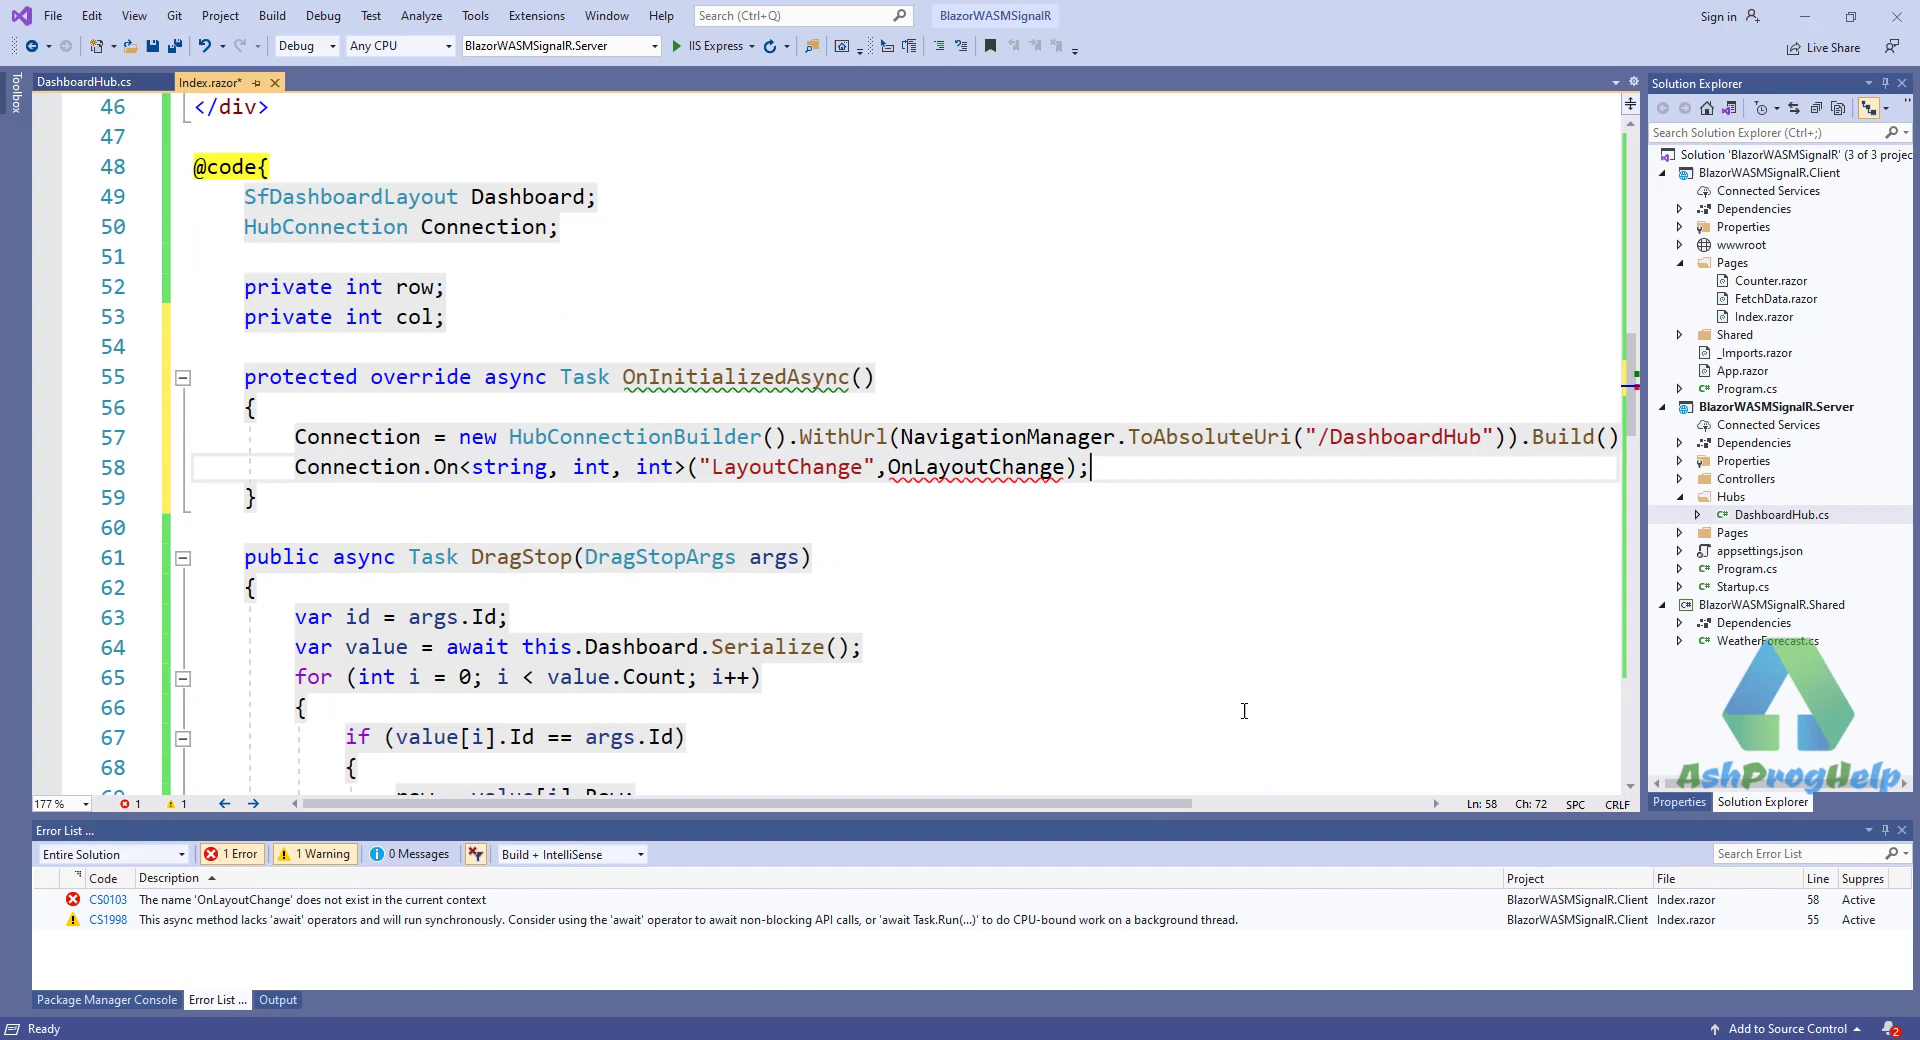 File Edit View Git Project Build Debug Test Analyze Tools Extensions Window Help Search (Ctrl+Q) BlazorWASMSignalR Sign in
Debug Any CPU BlazorWASMSignalR.Server IIS Express Live Share
Toolbox
DashboardHub.cs Index.razor*
46 </div>
47
48 @code{
49 SfDashboardLayout Dashboard;
50 HubConnection Connection;
51
52 private int row;
53 private int col;
54
55 protected override async Task OnInitializedAsync()
56 {
57 Connection = new HubConnectionBuilder().WithUrl(NavigationManager.ToAbsoluteUri("/DashboardHub")).Build()
58 Connection.On<string, int, int>("LayoutChange",OnLayoutChange);
59 }
60
61 public async Task DragStop(DragStopArgs args)
62 {
63 var id = args.Id;
64 var value = await this.Dashboard.Serialize();
65 for (int i = 0; i < value.Count; i++)
66 {
67 if (value[i].Id == args.Id)
68 {
177 % 1 1 Ln: 58 Ch: 72 SPC CRLF
Solution Explorer
Search Solution Explorer (Ctrl+;)
Solution 'BlazorWASMSignalR' (3 of 3 projec
BlazorWASMSignalR.Client
Connected Services
Dependencies
Properties
wwwroot
Pages
Counter.razor
FetchData.razor
Index.razor
Shared
_Imports.razor
App.razor
C# Program.cs
BlazorWASMSignalR.Server
Connected Services
Dependencies
Properties
Controllers
Hubs
C# DashboardHub.cs
Pages
appsettings.json
C# Program.cs
C# Startup.cs
C# BlazorWASMSignalR.Shared
Dependencies
C# WeatherForecast.cs
AshProgHelp
Properties Solution Explorer
Error List ...
Entire Solution 1 Error 1 Warning 0 Messages Build + IntelliSense Search Error List
Code Description Project File Line Suppres
CS0103 The name 'OnLayoutChange' does not exist in the current context BlazorWASMSignalR.Client Index.razor 58 Active
CS1998 This async method lacks 'await' operators and will run synchronously. Consider using the 'await' operator to await non-blocking API calls, or 'await Task.Run(...)' to do CPU-bound work on a background thread. BlazorWASMSignalR.Client Index.razor 55 Active
Package Manager Console Error List ... Output
Ready Add to Source Control 2